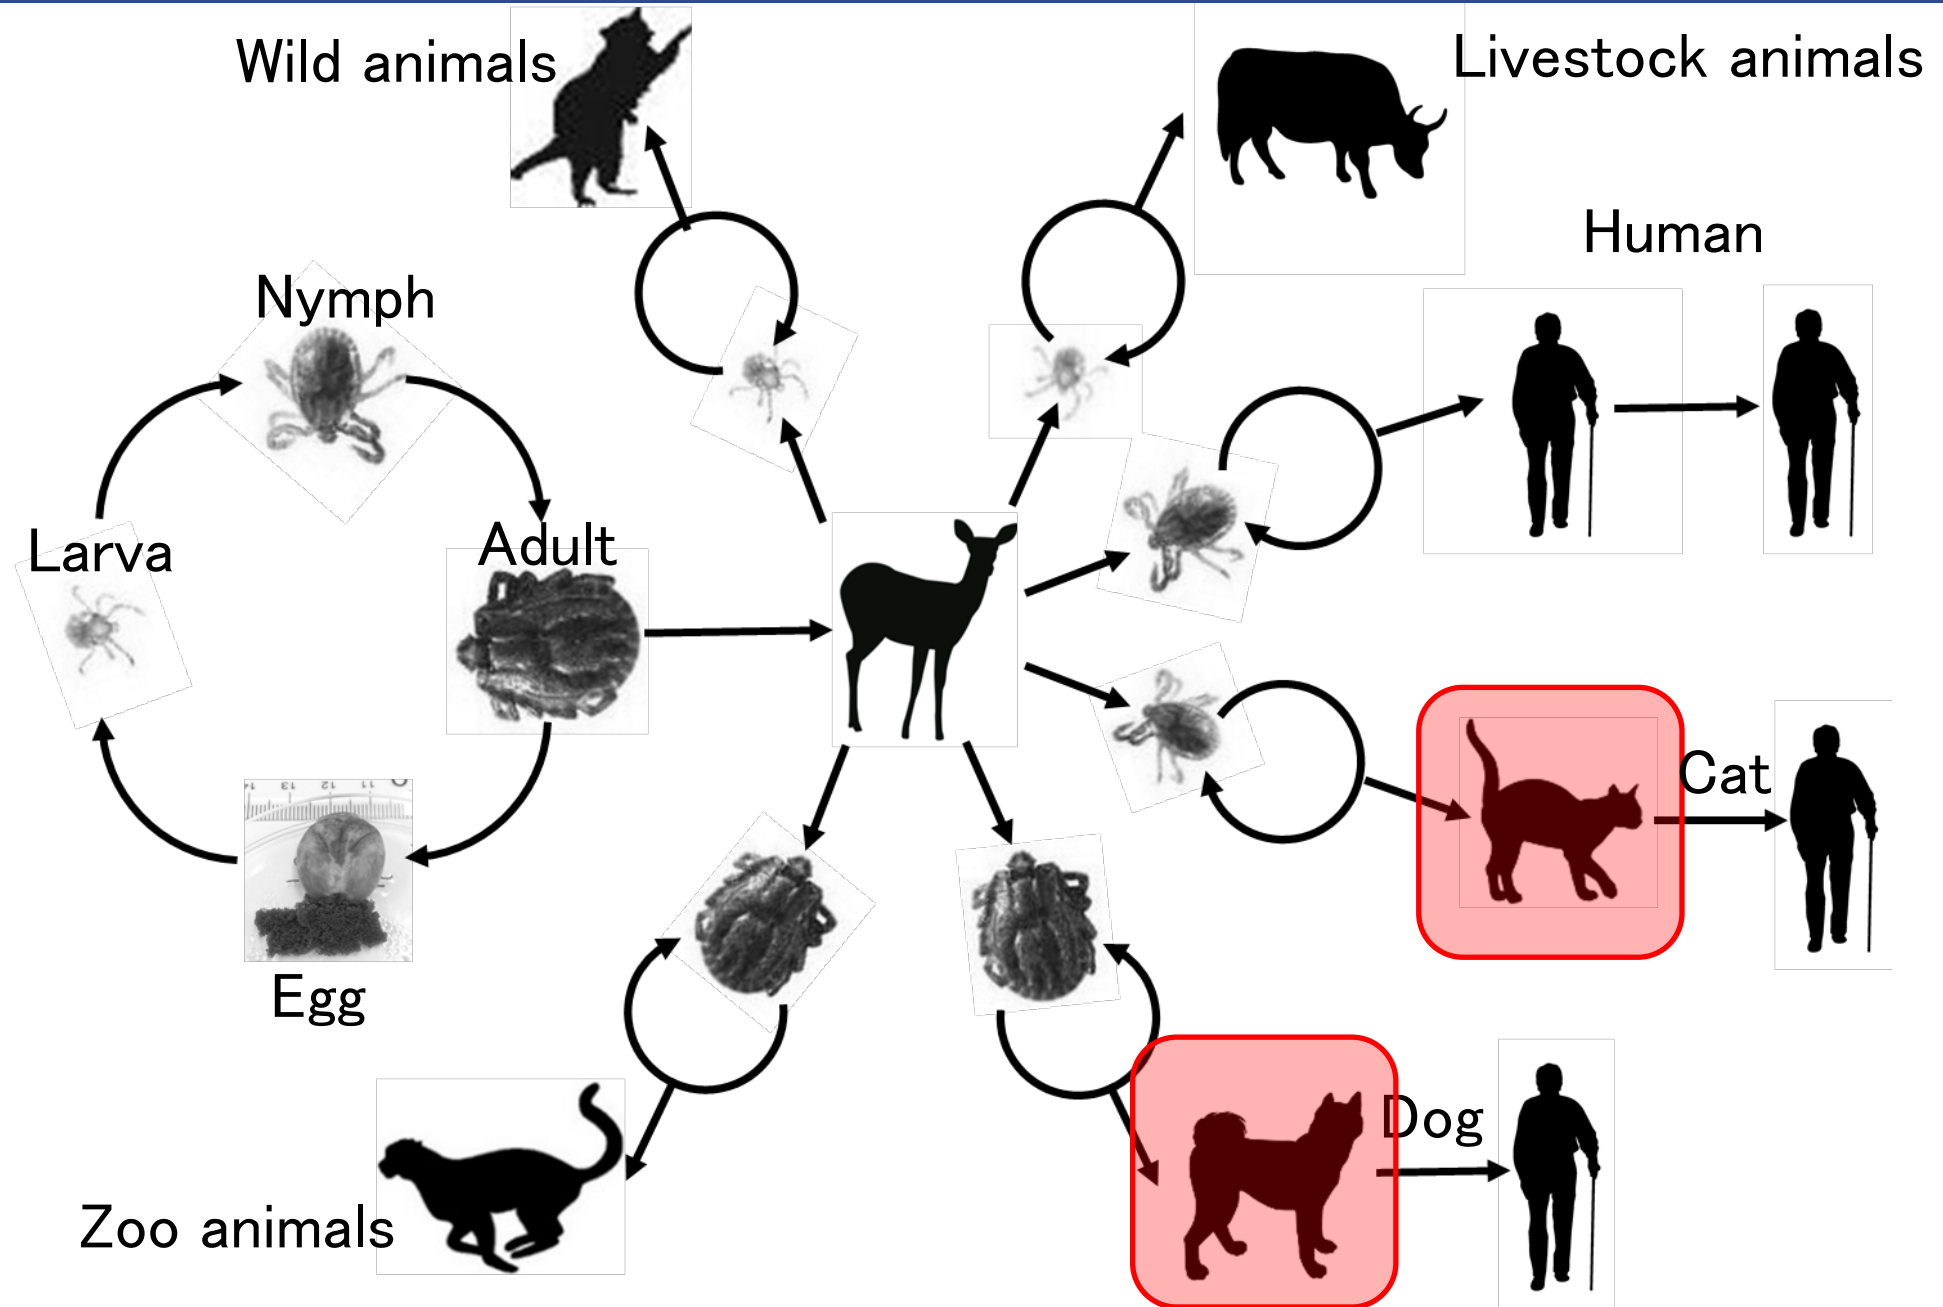 Wild animals
Livestock animals
Human
Nymph
Larva
Adult
Cat
Egg
Dog
Zoo animals